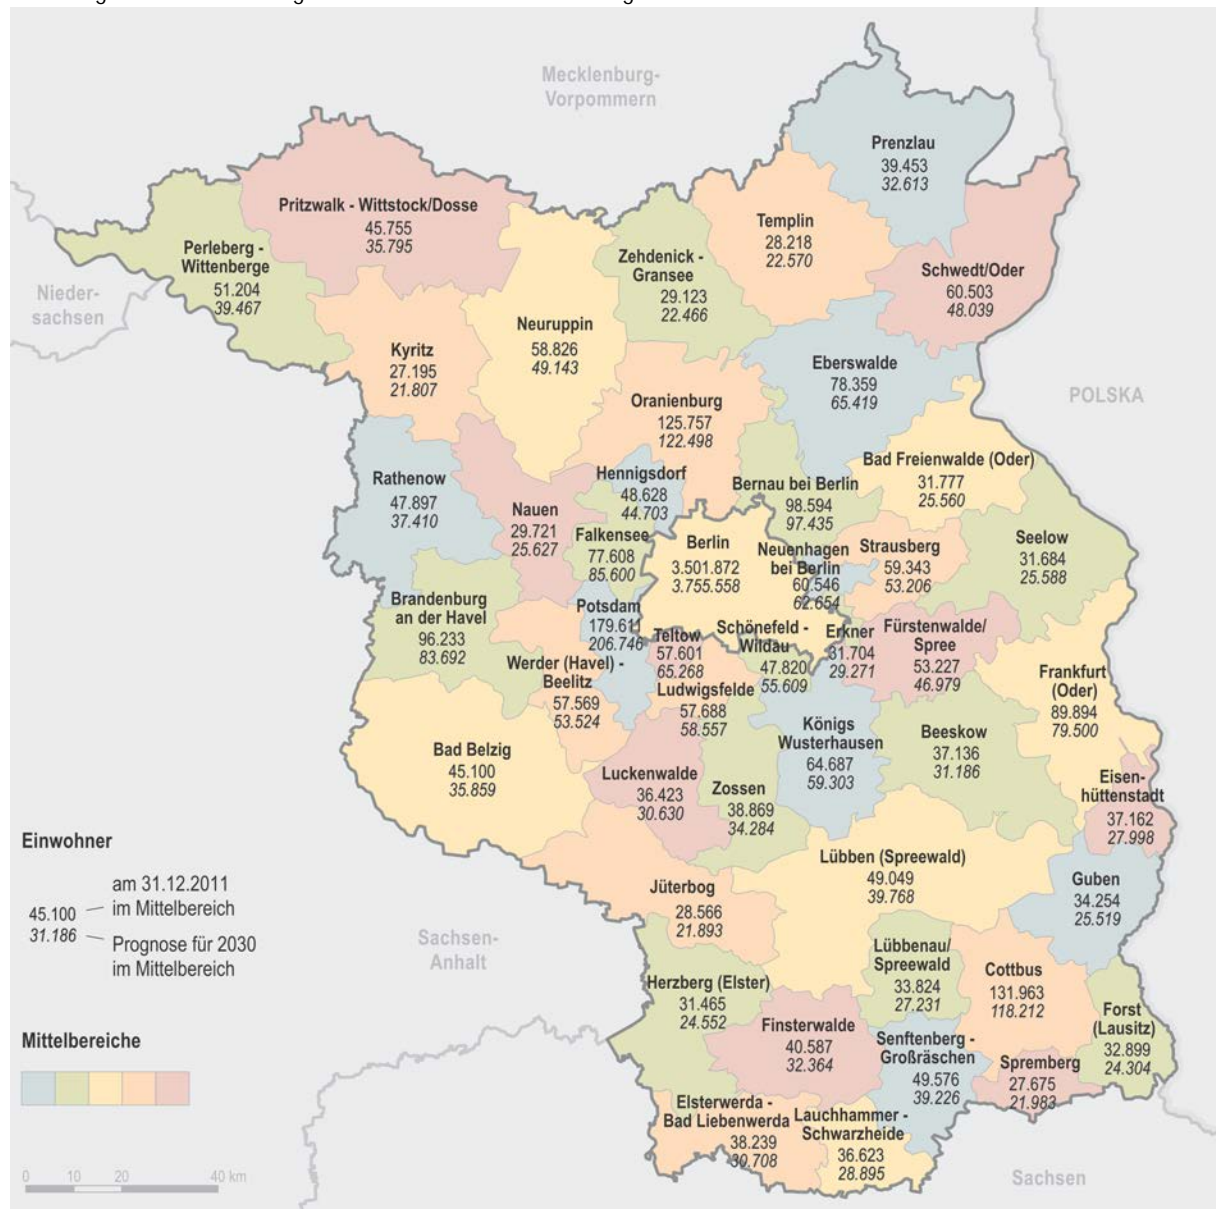 Mecklenburg-
Vorpommern
Prenzlau
39.453
32.613
Pritzwalk - Wittstock/Dosse
45.755
35.795
Templin
28.218
22.570
Perleberg -
Wittenberge
51.204
39.467
Zehdenick -
Gransee
29.123
22.466
Schwedt/Oder
60.503
48.039
Nieder-
sachsen
Neuruppin
58.826
49.143
Kyritz
27.195
21.807
Eberswalde
78.359
65.419
POLSKA
Oranienburg
125.757
122.498
Bad Freienwalde (Oder)
31.777
25.560
Rathenow
47.897
37.410
Hennigsdorf
48.628
44.703
Bernau bei Berlin
98.594
97.435
Nauen
29.721
25.627
Falkensee
77.608
85.600
Berlin
3.501.872
3.755.558
Neuenhagen
bei Berlin
60.546
62.654
Strausberg
59.343
53.206
Seelow
31.684
25.588
Brandenburg
an der Havel
96.233
83.692
Potsdam
179.611
206.746
Teltow
57.601
65.268
Schönefeld -
Wildau
47.820
55.609
Erkner
31.704
29.271
Fürstenwalde/
Spree
53.227
46.979
Werder (Havel) -
Beelitz
57.569
53.524
Ludwigsfelde
57.688
58.557
Frankfurt
(Oder)
89.894
79.500
Bad Belzig
45.100
35.859
Königs
Wusterhausen
64.687
59.303
Beeskow
37.136
31.186
Luckenwalde
36.423
30.630
Zossen
38.869
34.284
Eisen-
hüttenstadt
37.162
27.998
Lübben (Spreewald)
49.049
39.768
Jüterbog
28.566
21.893
Guben
34.254
25.519
Sachsen-
Anhalt
Lübbenau/
Spreewald
33.824
27.231
Cottbus
131.963
118.212
Herzberg (Elster)
31.465
24.552
Forst
(Lausitz)
32.899
24.304
Finsterwalde
40.587
32.364
Senftenberg -
Großräschen
49.576
39.226
Spremberg
27.675
21.983
Elsterwerda -
Bad Liebenwerda
38.239
30.708
Lauchhammer -
Schwarzheide
36.623
28.895
Sachsen
Einwohner
45.100
am 31.12.2011
im Mittelbereich
31.186
Prognose für 2030
im Mittelbereich
Mittelbereiche
0 10 20 40 km